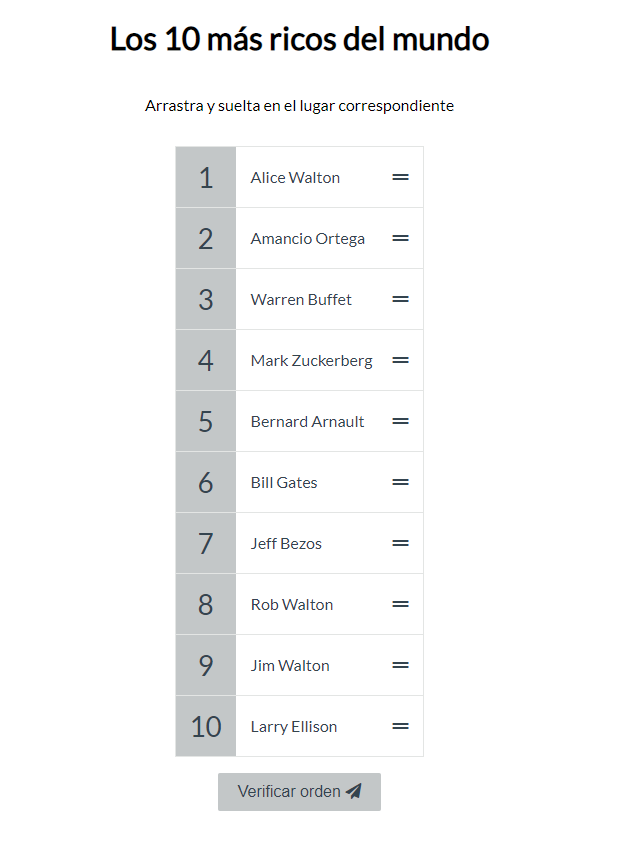 Los 10 más ricos del mundo
Arrastra y suelta en el lugar correspondiente
1 Alice Walton
2 Amancio Ortega
3 Warren Buffet
4 Mark Zuckerberg
5 Bernard Arnault
6 Bill Gates
7 Jeff Bezos
8 Rob Walton
9 Jim Walton
10 Larry Ellison
Verificar orden